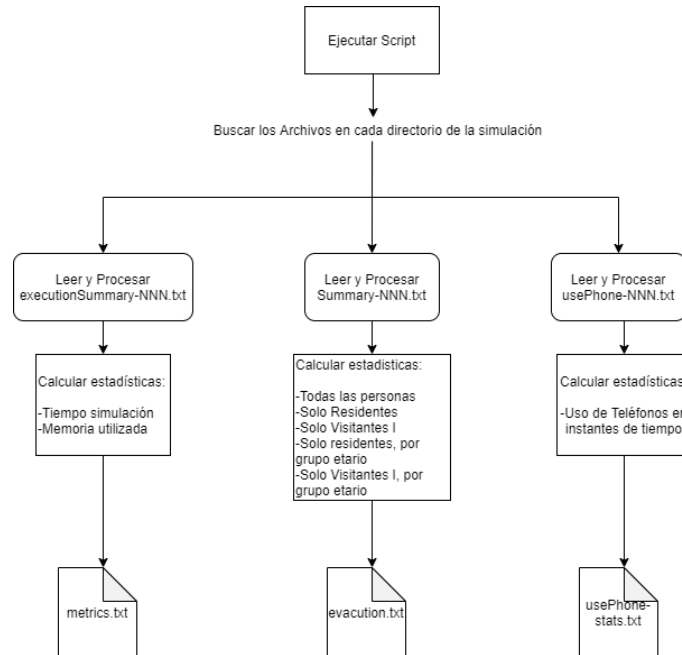 Ejecutar Script
Buscar los Archivos en cada directorio de la simulación
Leer y Procesar
executionSummary-NNN.txt
Leer y Procesar
Summary-NNN.txt
Leer y Procesar
usePhone-NNN.txt
Calcular estadísticas:
-Tiempo simulación
-Memoria utilizada
Calcular estadisticas:
-Todas las personas
-Solo Residentes
-Solo Visitantes I
-Solo residentes, por
grupo etario
-Solo Visitantes I, por
grupo etario
Calcular estadísticas
-Uso de Teléfonos en
instantes de tiempo
metrics.txt
evacution.txt
usePhone-
stats.txt